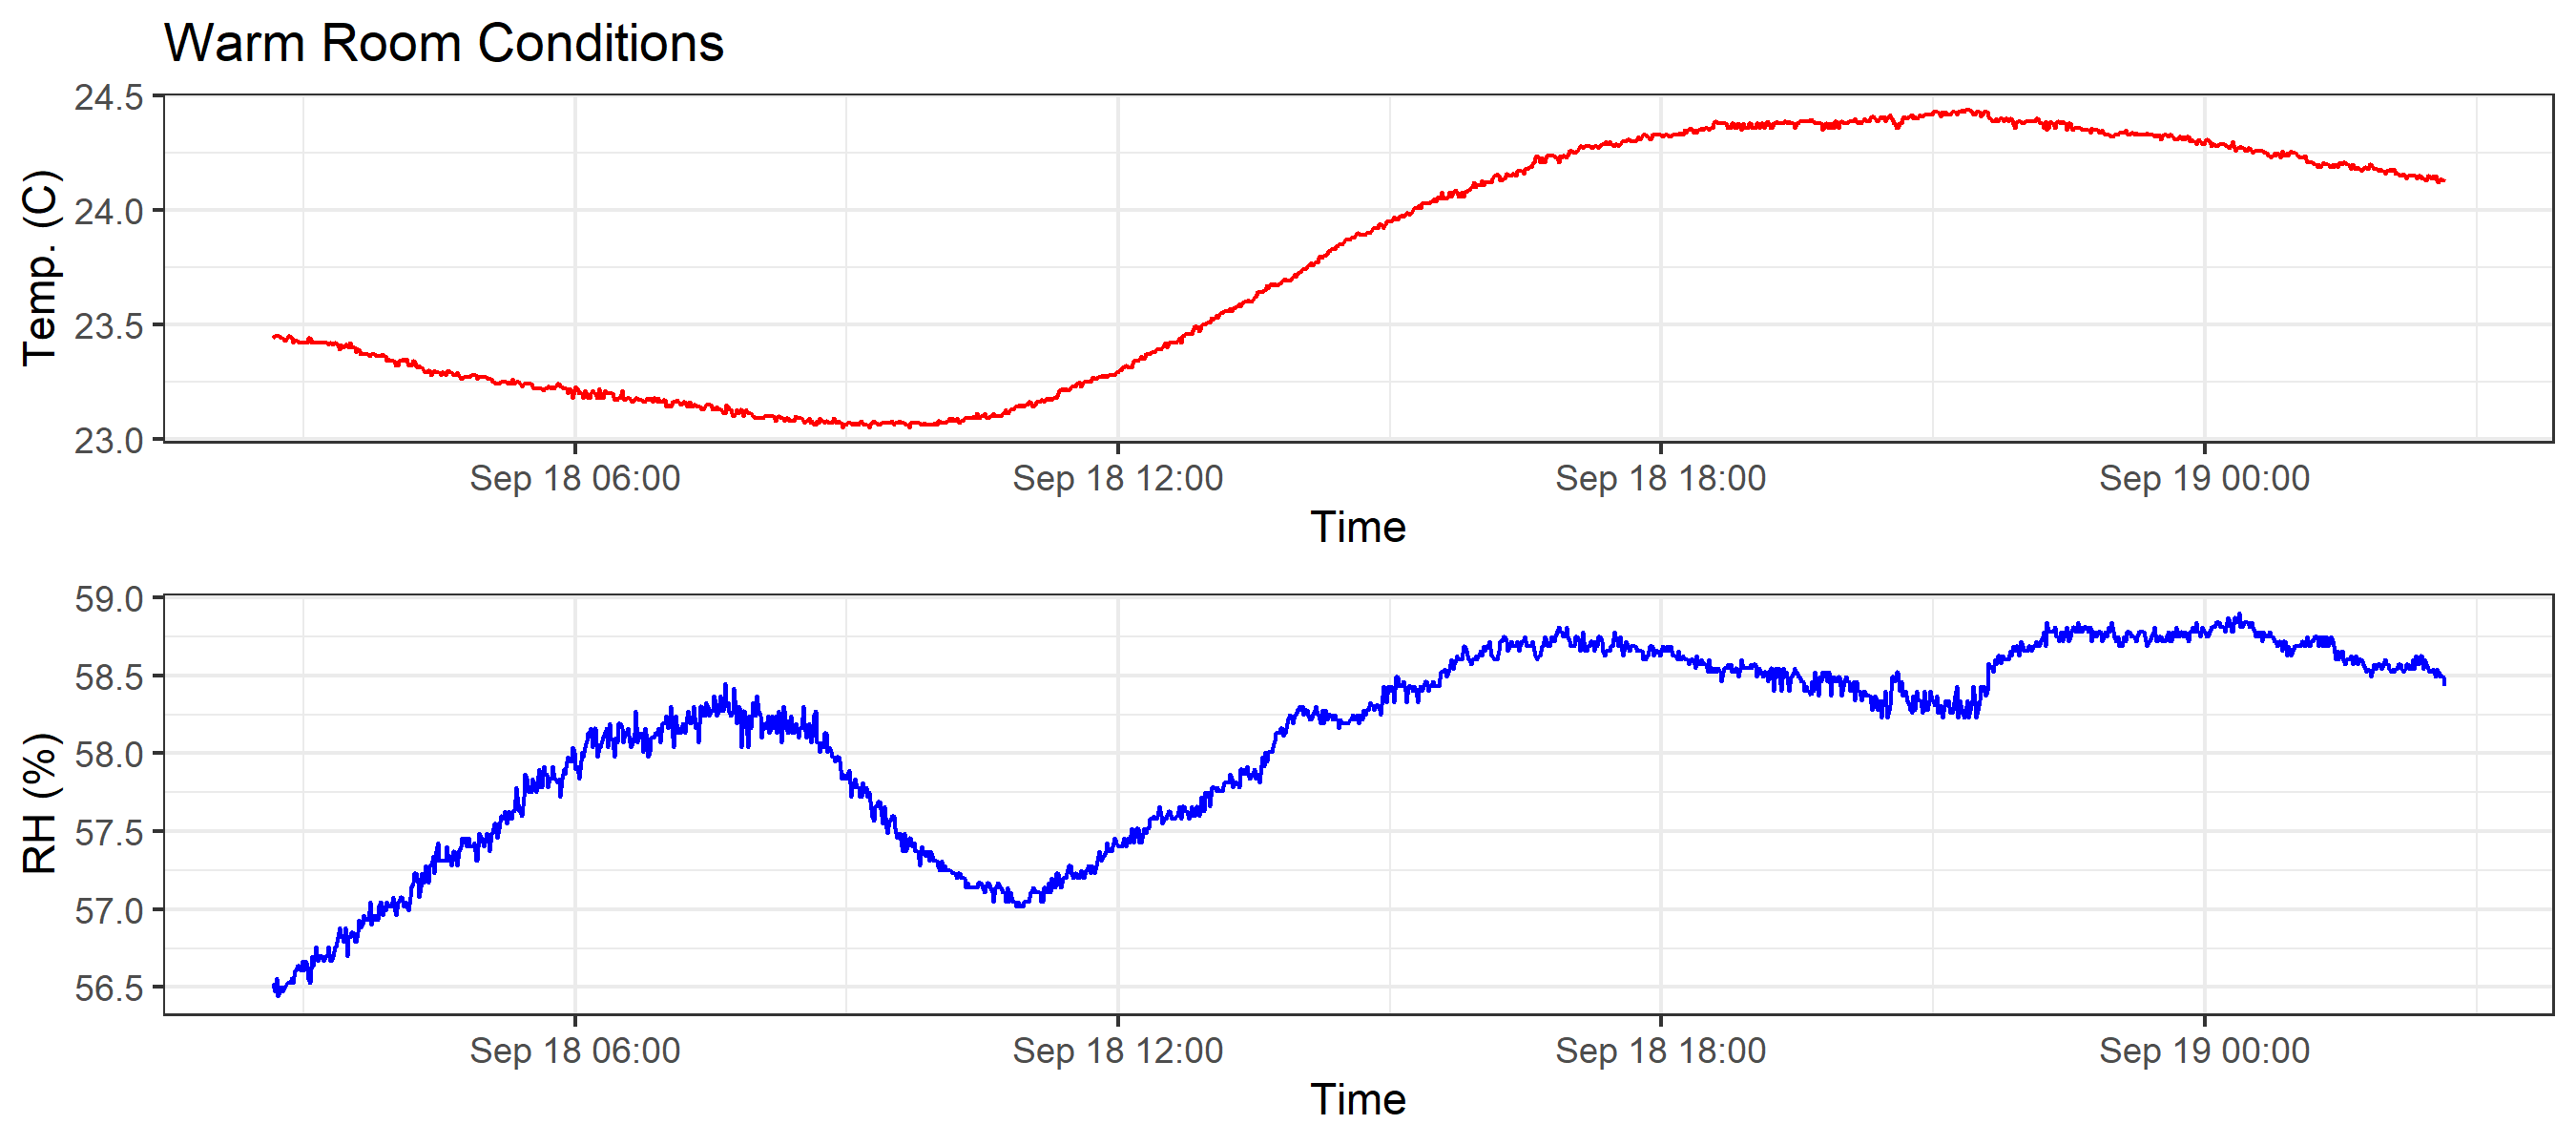 Warm Room Conditions
24.5
24.0
23.5
23.0
Temp. (C)
Sep 18 06:00 Sep 18 12:00 Sep 18 18:00 Sep 19 00:00
Time
59.0
58.5
58.0
57.5
57.0
56.5
RH (%)
Sep 18 06:00 Sep 18 12:00 Sep 18 18:00 Sep 19 00:00
Time